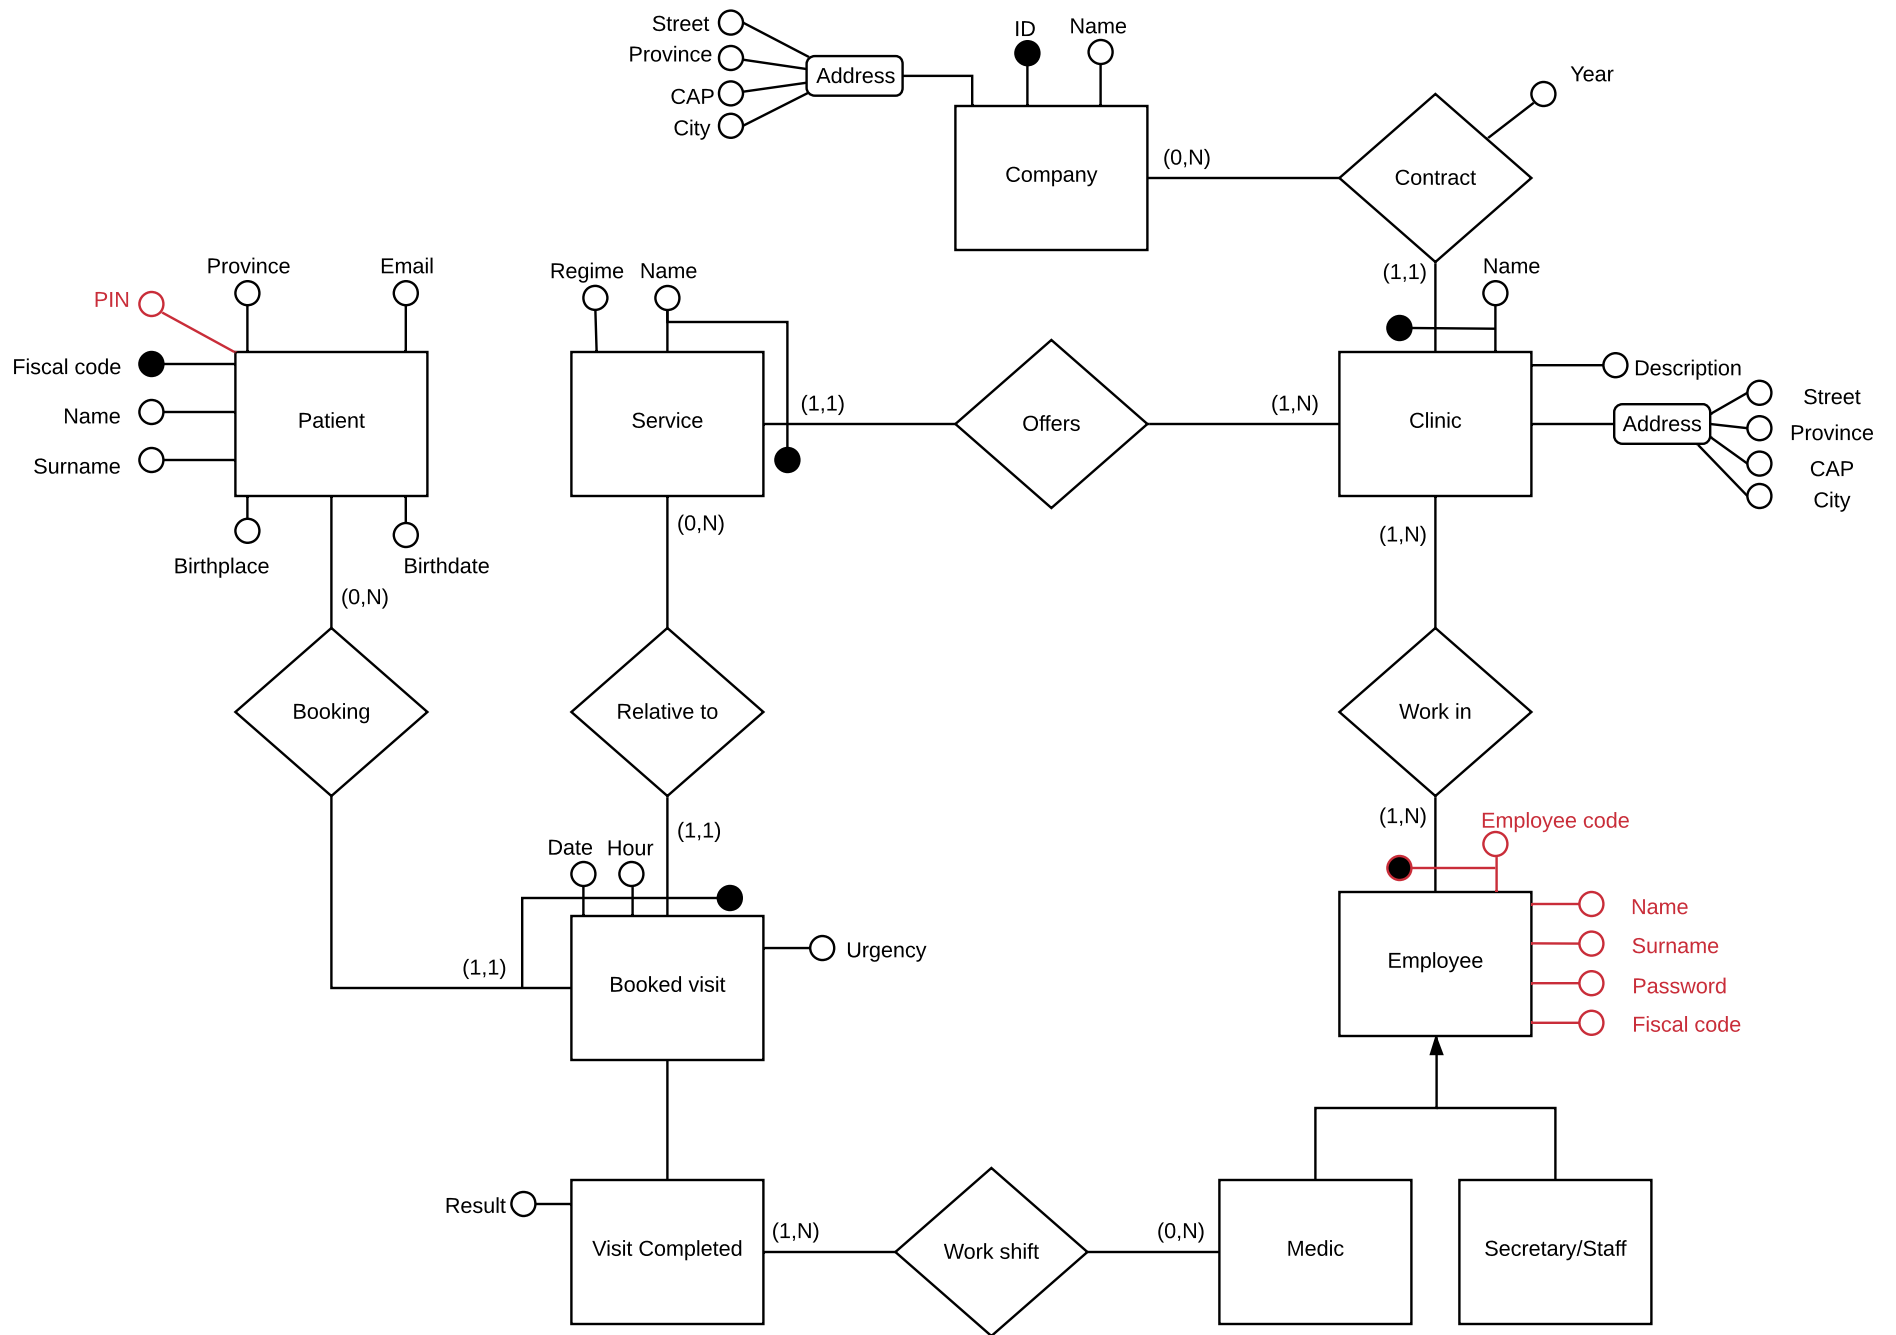 Street
Province
CAP
City
Address
ID
Name
Company
(0,N)
Contract
Year
(1,1)
PIN
Province
Email
Fiscal code
Name
Surname
Patient
Birthplace
Birthdate
(0,N)
Regime
Name
Service
(1,1)
Offers
(1,N)
Name
Clinic
Description
Address
Street
Province
CAP
City
(0,N)
(1,N)
Booking
Relative to
Work in
(1,1)
(1,N)
Employee code
Date
Hour
(1,1)
Booked visit
Urgency
Employee
Name
Surname
Password
Fiscal code
Result
Visit Completed
(1,N)
Work shift
(0,N)
Medic
Secretary/Staff